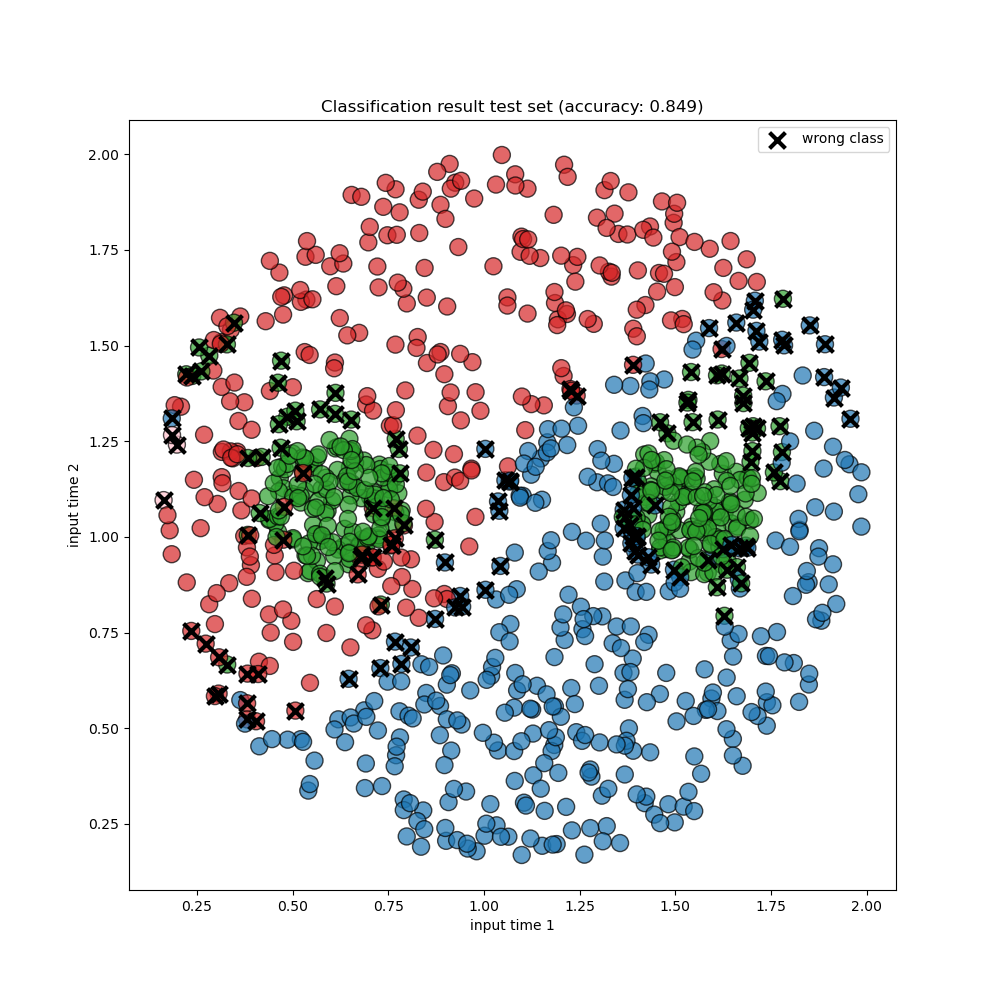 Classification result test set (accuracy: 0.849)
wrong class
2.00
1.75
1.50
1.25
1.00
0.75
0.50
0.25
input time 2
0.25 0.50 0.75 1.00 1.25 1.50 1.75 2.00
input time 1